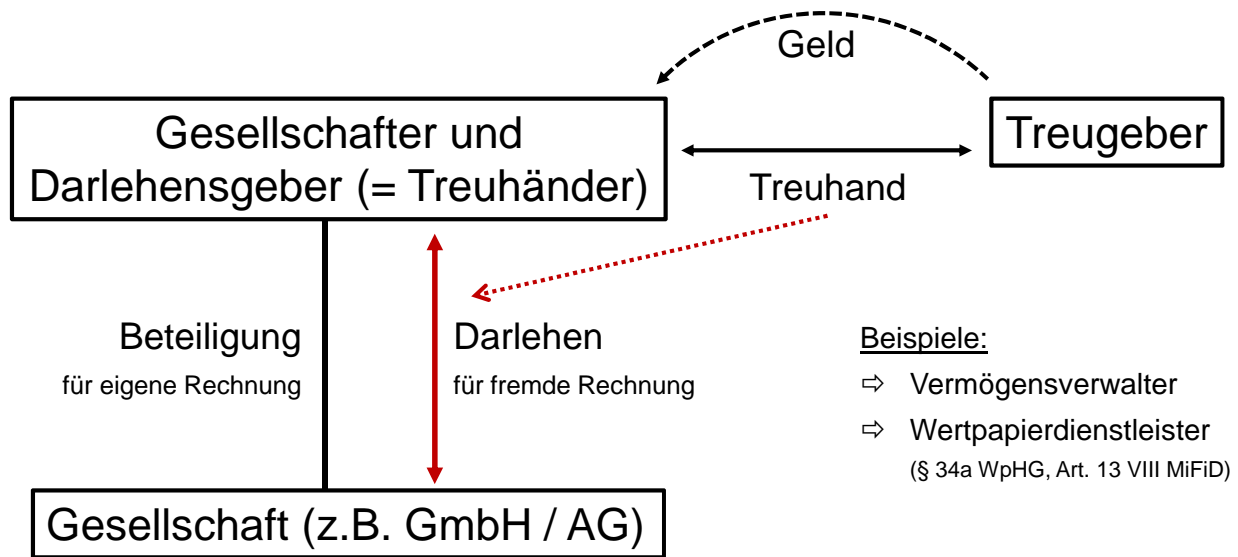 Geld
Gesellschafter und
Darlehensgeber (= Treuhänder)
Treugeber
Treuhand
Beteiligung
für eigene Rechnung
Darlehen
für fremde Rechnung
Beispiele:
⇨ Vermögensverwalter
⇨ Wertpapierdienstleister
(§ 34a WpHG, Art. 13 VIII MiFiD)
Gesellschaft (z.B. GmbH / AG)